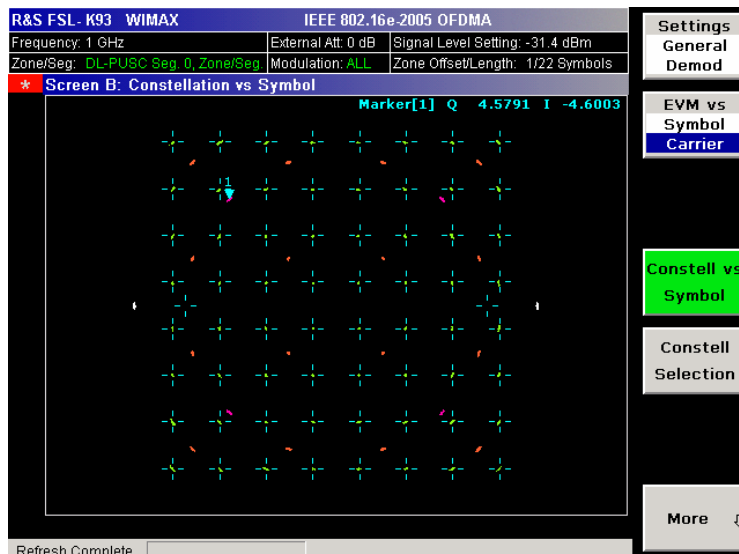 R&S FSL- K93 WIMAX IEEE 802.16e-2005 OFDMA
Frequency: 1 GHz External Att: 0 dB Signal Level Setting: -31.4 dBm
Zone/Seg: DL-PUSC Seg. 0, Zone/Seg. Modulation: ALL Zone Offset/Length: 1/22 Symbols
* Screen B: Constellation vs Symbol
Marker[1] Q 4.5791 I -4.6003
1
Settings
General
Demod
EVM vs
Symbol
Carrier
Constell vs
Symbol
Constell
Selection
More
Refresh Complete